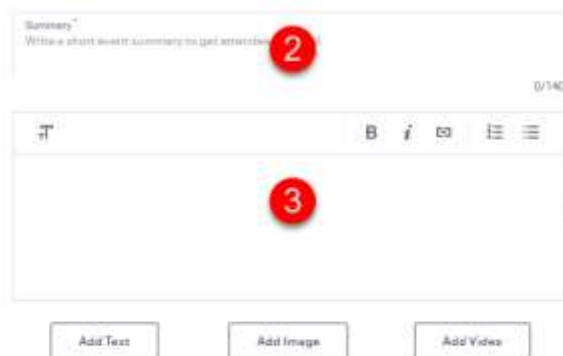 Summary*
Write a short event summary to get attendees
2
0/140
B i
3
Add Text
Add Image
Add Video